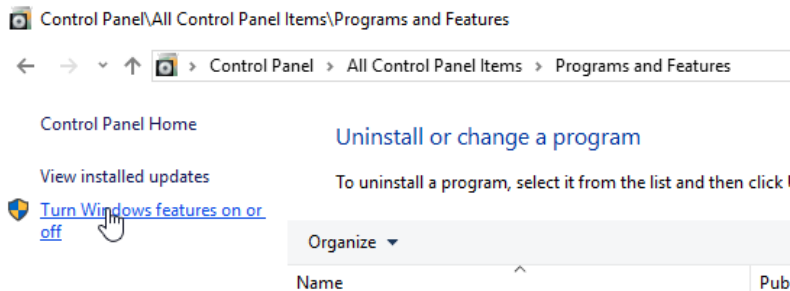 Control Panel\All Control Panel Items\Programs and Features
Control Panel > All Control Panel Items > Programs and Features
Control Panel Home
Uninstall or change a program
View installed updates
To uninstall a program, select it from the list and then click
Turn Windows features on or
off
Organize
Name
Pub